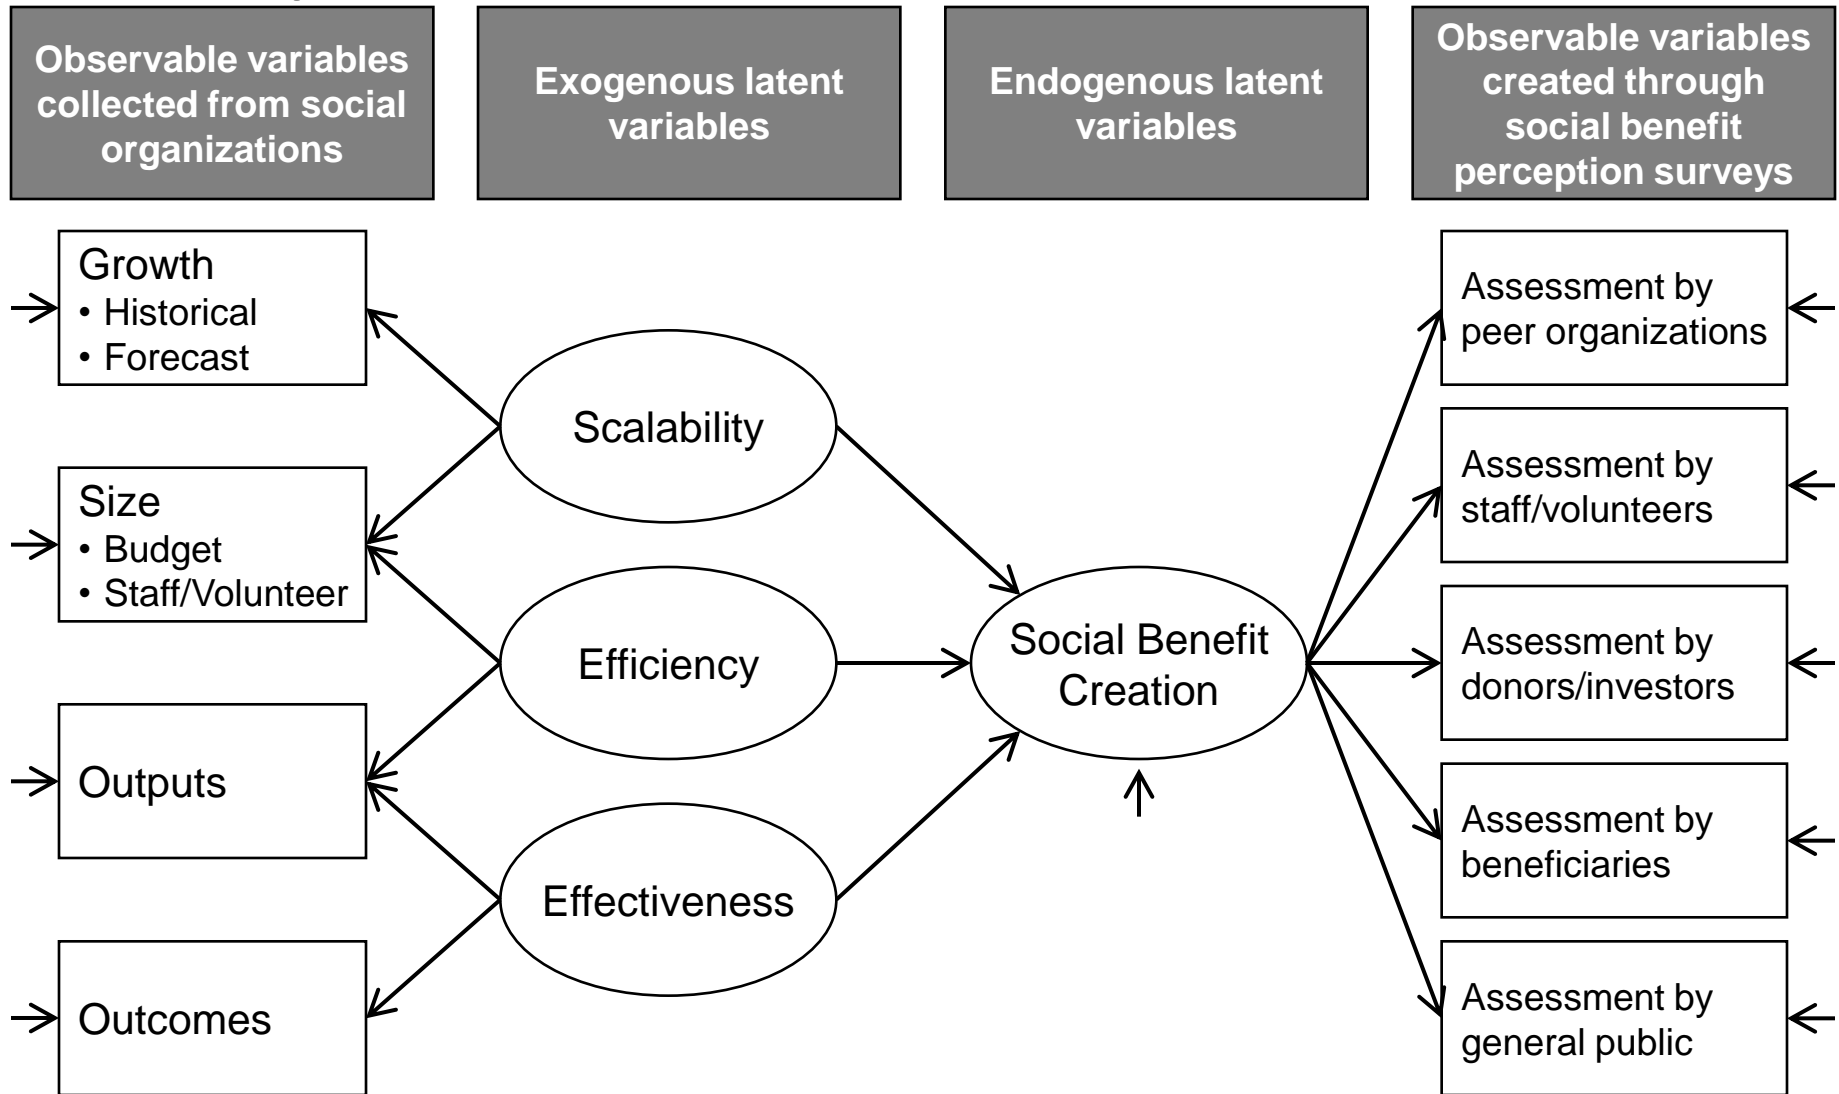 Observable variables
collected from social
organizations
Exogenous latent
variables
Endogenous latent
variables
Observable variables
created through
social benefit
perception surveys
Growth
• Historical
• Forecast
Size
• Budget
• Staff/Volunteer
Outputs
Outcomes
Scalability
Efficiency
Effectiveness
Social Benefit
Creation
Assessment by
peer organizations
Assessment by
staff/volunteers
Assessment by
donors/investors
Assessment by
beneficiaries
Assessment by
general public